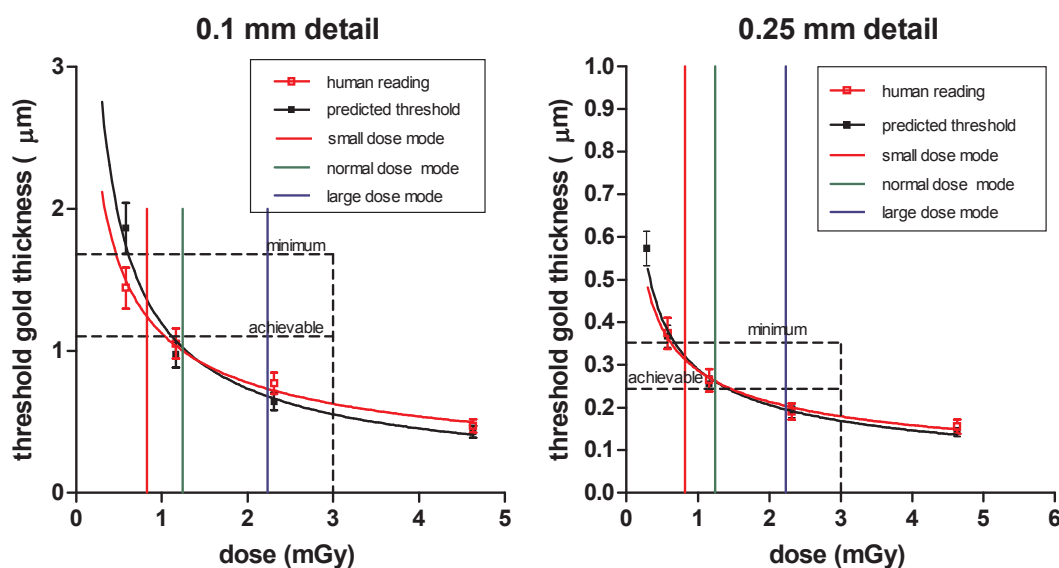 0.1 mm detail
threshold gold thickness ( μm)
3
2
1
0
human reading
predicted threshold
small dose mode
normal dose mode
large dose mode
minimum
achievable
0 1 2 3 4 5
dose (mGy)
0.25 mm detail
threshold gold thickness ( μm)
1.0
0.9
0.8
0.7
0.6
0.5
0.4
0.3
0.2
0.1
0.0
human reading
predicted threshold
small dose mode
normal dose mode
large dose mode
minimum
achievable
0 1 2 3 4 5 6
dose (mGy)